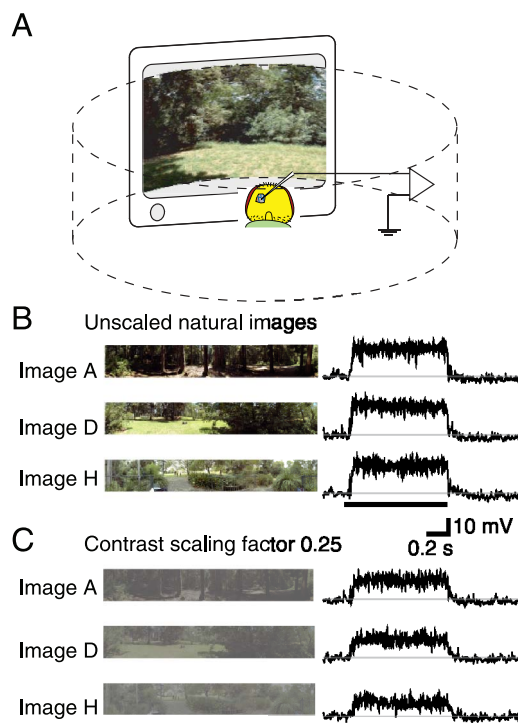 A
B Unscaled natural images
Image A
Image D
Image H
10 mV
0.2 s
C Contrast scaling factor 0.25
Image A
Image D
Image H